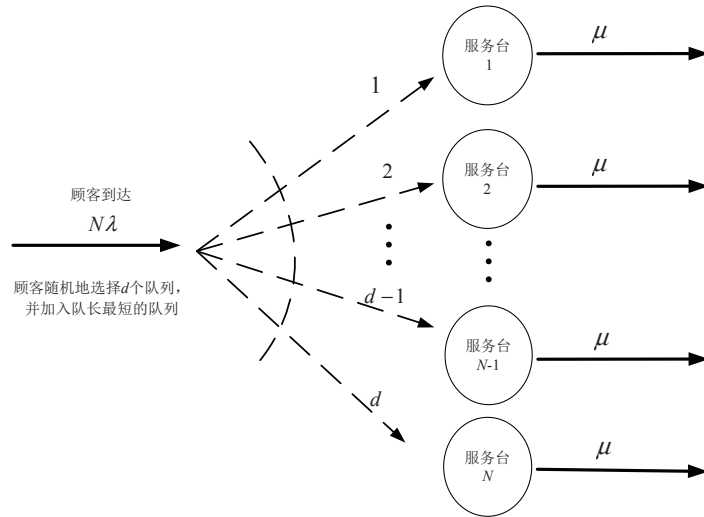 服务台
1
μ
1
服务台
2
μ
2
顾客到达
Nλ
顾客随机地选择d个队列,
并加入队长最短的队列
d−1
服务台
N-1
μ
d
服务台
N
μ